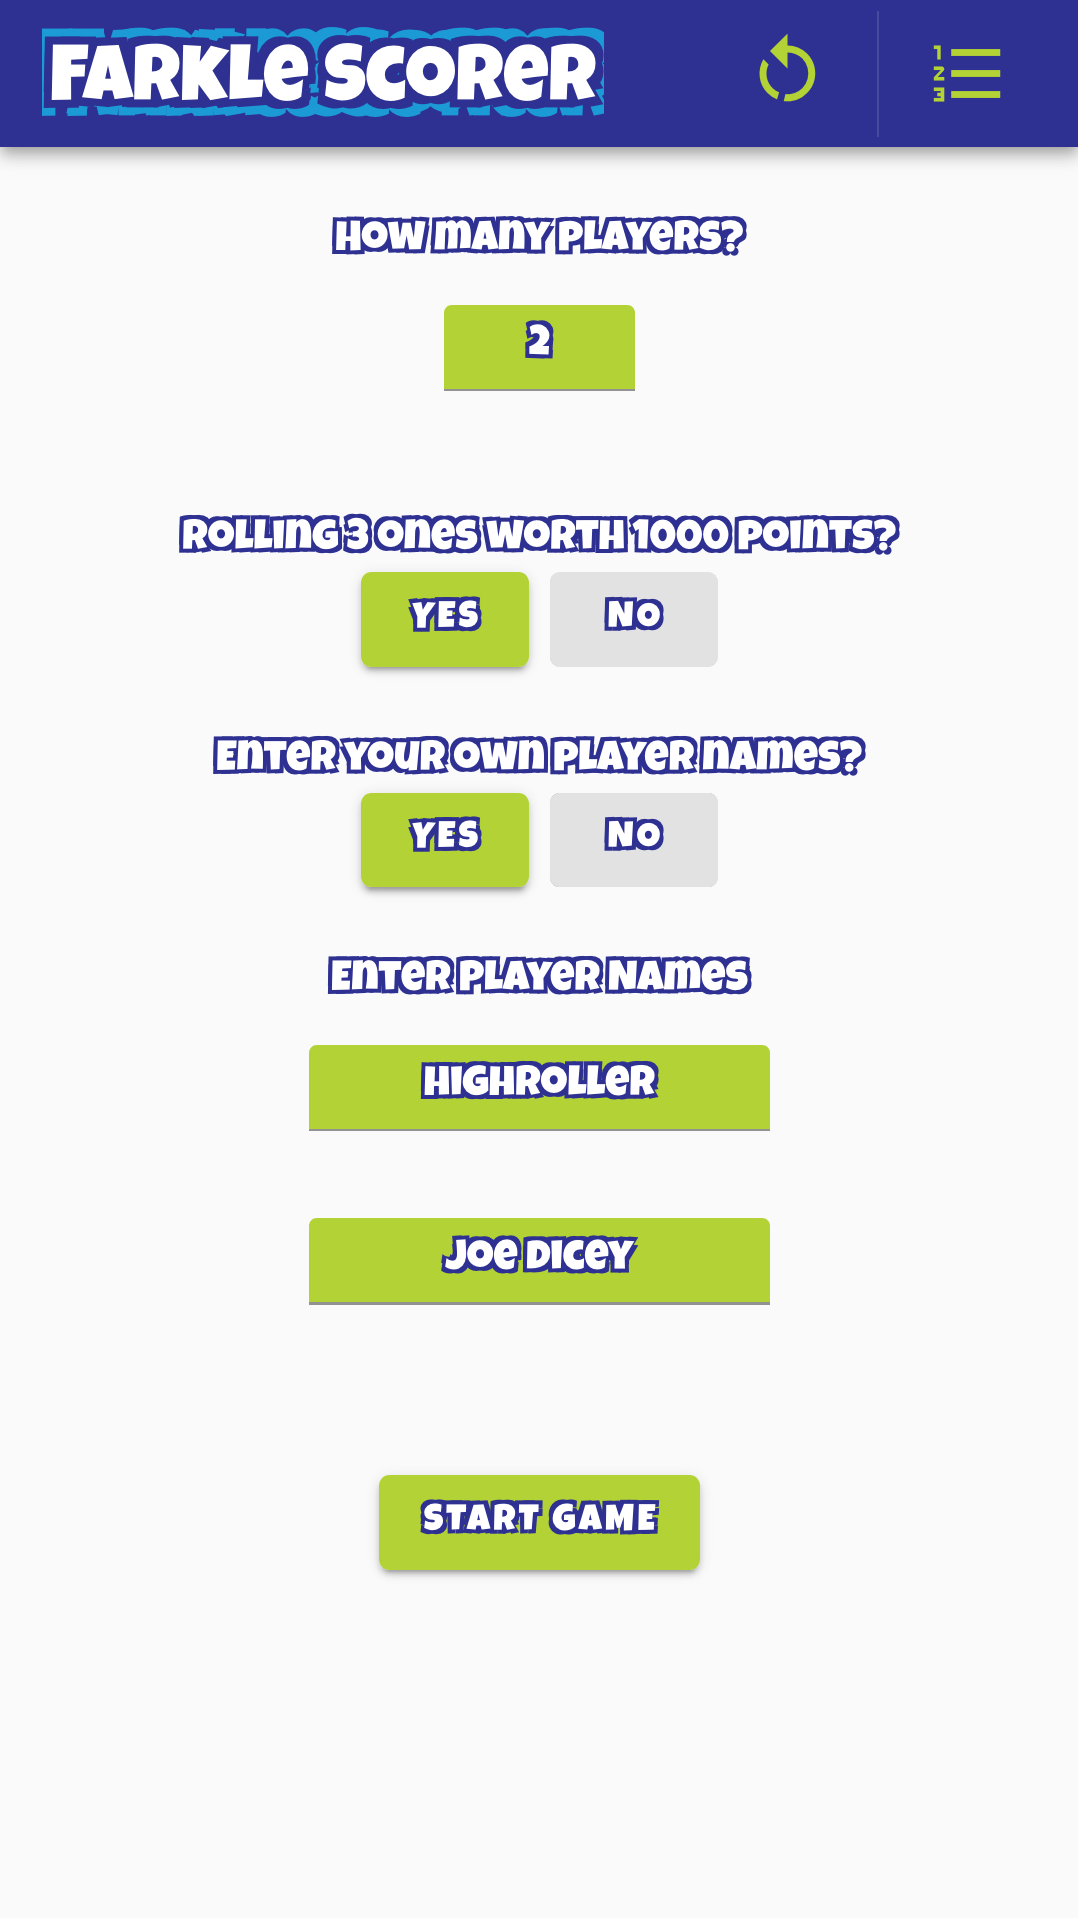 Farkle Scorer
1
2
3
How many players?
2
Rolling 3 ones worth 1000 points?
YES
NO
Enter your own player names?
YES
NO
Enter Player Names
HighRoller
Joe Dicey
START GAME